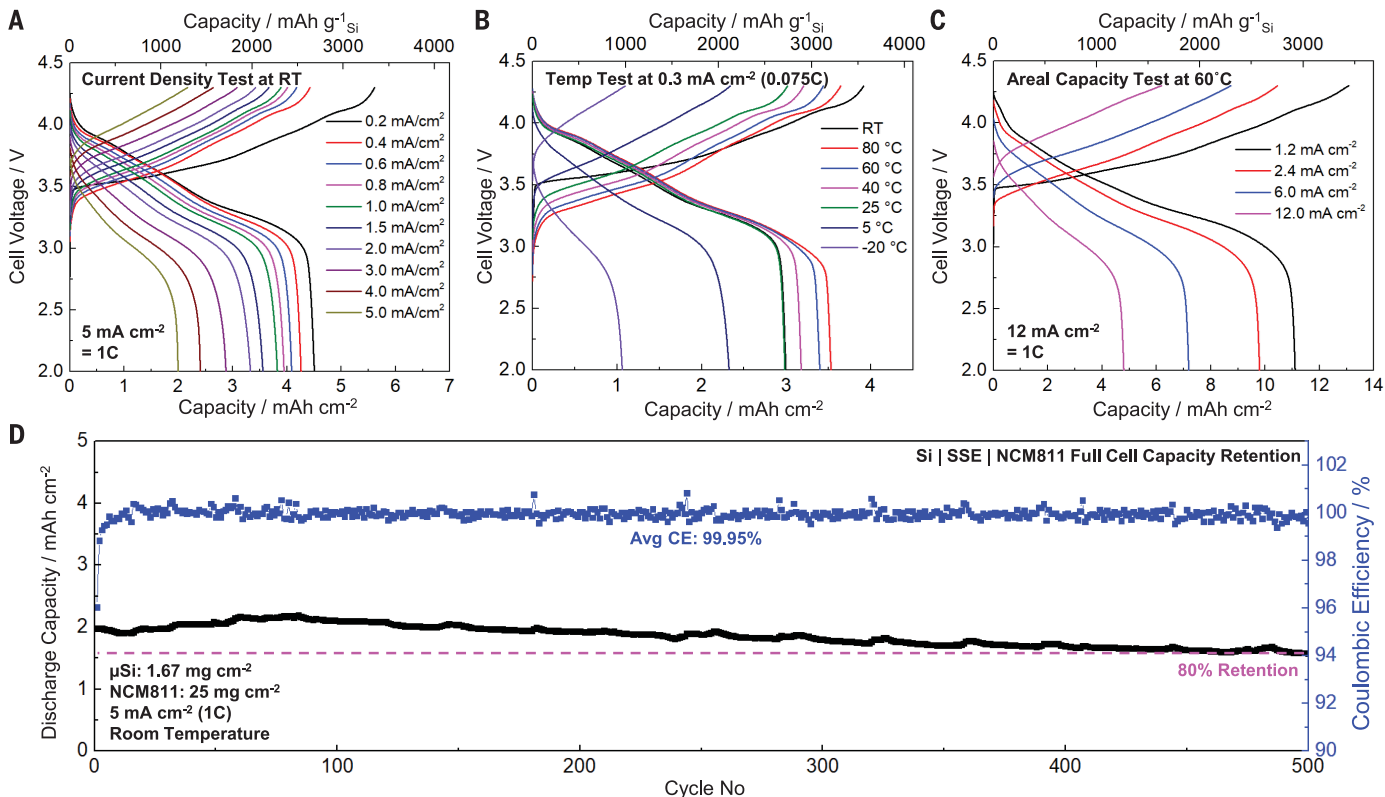 A
Capacity / mAh g⁻¹Si
0 1000 2000 3000 4000
Current Density Test at RT
4.5
4.0
3.5
3.0
2.5
2.0
Cell Voltage / V
0.2 mA/cm²
0.4 mA/cm²
0.6 mA/cm²
0.8 mA/cm²
1.0 mA/cm²
1.5 mA/cm²
2.0 mA/cm²
3.0 mA/cm²
4.0 mA/cm²
5.0 mA/cm²
5 mA cm⁻²
= 1C
0 1 2 3 4 5 6 7
Capacity / mAh cm⁻²
B
Capacity / mAh g⁻¹Si
0 1000 2000 3000 4000
Temp Test at 0.3 mA cm⁻² (0.075C)
4.5
4.0
3.5
3.0
2.5
2.0
Cell Voltage / V
RT
80 °C
60 °C
40 °C
25 °C
5 °C
-20 °C
0 1 2 3 4
Capacity / mAh cm⁻²
C
Capacity / mAh g⁻¹Si
0 1000 2000 3000
Areal Capacity Test at 60˚C
4.5
4.0
3.5
3.0
2.5
2.0
Cell Voltage / V
1.2 mA cm⁻²
2.4 mA cm⁻²
6.0 mA cm⁻²
12.0 mA cm⁻²
12 mA cm⁻²
= 1C
0 2 4 6 8 10 12 14
Capacity / mAh cm⁻²
D
Si | SSE | NCM811 Full Cell Capacity Retention
5
4
3
2
1
0
Discharge Capacity / mAh cm⁻²
Avg CE: 99.95%
80% Retention
µSi: 1.67 mg cm⁻²
NCM811: 25 mg cm⁻²
5 mA cm⁻² (1C)
Room Temperature
102
100
98
96
94
92
90
Coulombic Efficiency / %
0 100 200 300 400 500
Cycle No